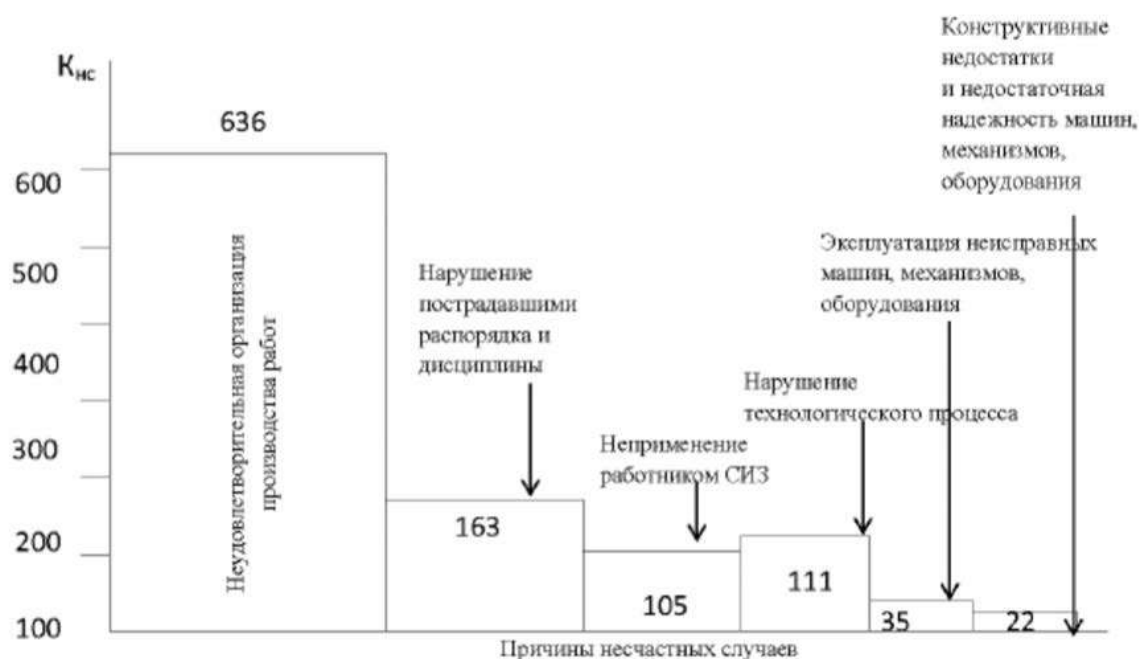 Конструктивные
недостатки
и недостаточная
надежность машин,
механизмов,
оборудования
Кнс
636
600
500
400
300
200
100
Неудовлетворительная организация
производства работ
Нарушение
пострадавшими
распорядка и
дисциплины
163
Неприменение
работником СИЗ
105
Нарушение
технологического процесса
111
Эксплуатация неисправных
машин, механизмов,
оборудования
35
22
Причины несчастных случаев